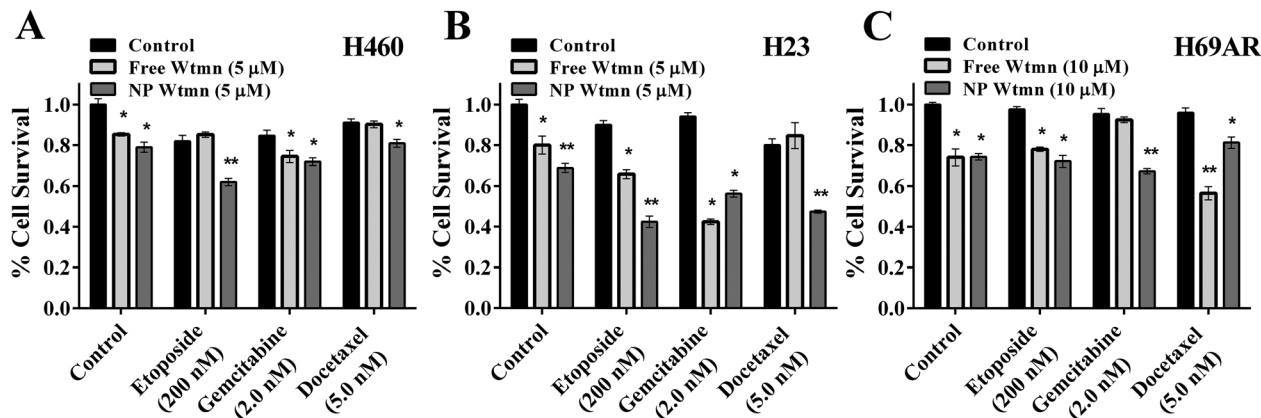 A
H460
Control
Free Wtmn (5 μM)
NP Wtmn (5 μM)
% Cell Survival
1.0
0.8
0.6
0.4
0.2
0.0
*
*
**
*
*
*
Control
Etoposide
(200 nM)
Gemcitabine
(2.0 nM)
Docetaxel
(5.0 nM)
B
H23
Control
Free Wtmn (5 μM)
NP Wtmn (5 μM)
% Cell Survival
1.0
0.8
0.6
0.4
0.2
0.0
*
**
*
**
*
*
**
Control
Etoposide
(200 nM)
Gemcitabine
(2.0 nM)
Docetaxel
(5.0 nM)
C
H69AR
Control
Free Wtmn (10 μM)
NP Wtmn (10 μM)
% Cell Survival
1.0
0.8
0.6
0.4
0.2
0.0
*
*
*
*
**
**
*
Control
Etoposide
(200 nM)
Gemcitabine
(2.0 nM)
Docetaxel
(5.0 nM)